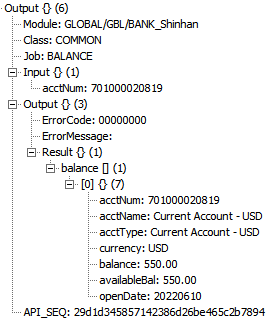 Output {} (6)
Module: GLOBAL/GBL/BANK_Shinhan
Class: COMMON
Job: BALANCE
Input {} (1)
acctNum: 701000020819
Output {} (3)
ErrorCode: 00000000
ErrorMessage:
Result {} (1)
balance [] (1)
[0] {} (7)
acctNum: 701000020819
acctName: Current Account - USD
acctType: Current Account - USD
currency: USD
balance: 550.00
availableBal: 550.00
openDate: 20220610
API_SEQ: 29d1d345857142386d26be465c2b7894